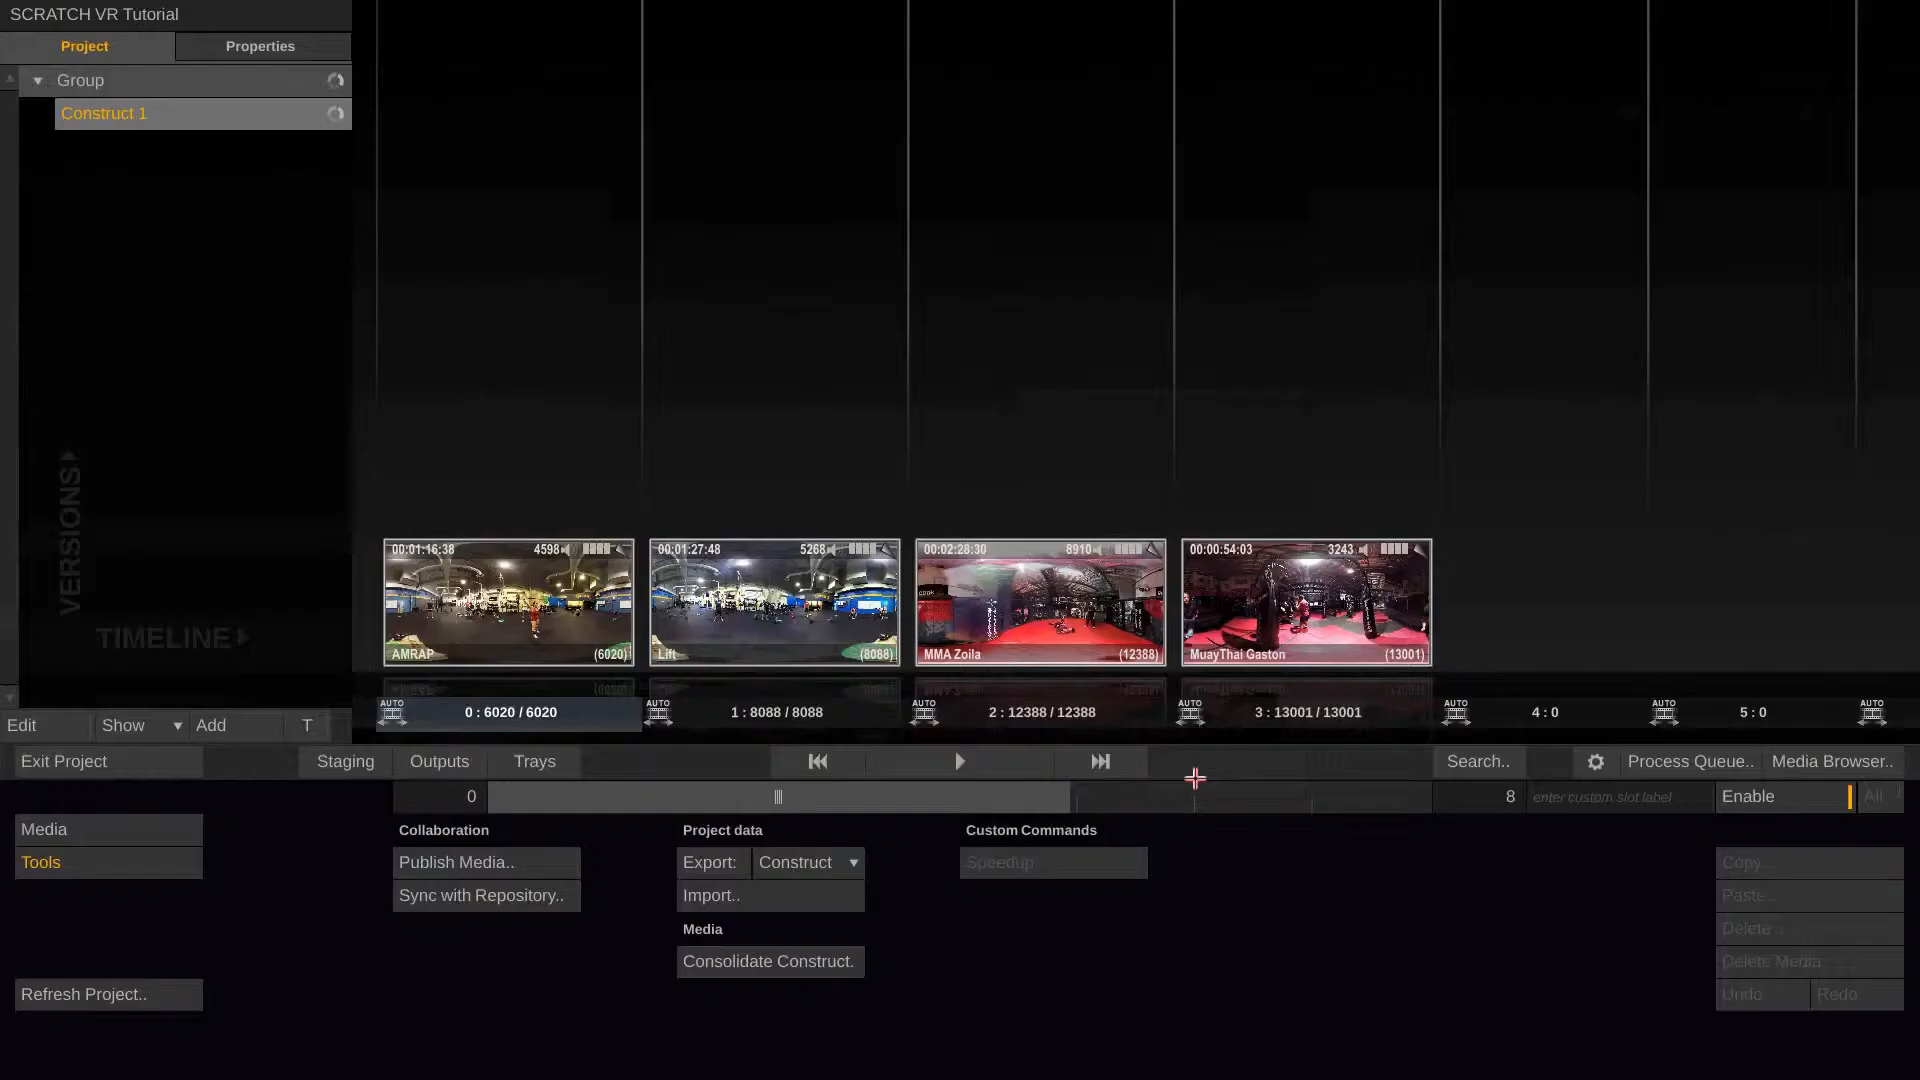 SCRATCH VR Tutorial
Project
Properties
Group
Construct 1
VERSIONS
TIMELINE
00:01:16:38 4598
AMRAP (6020)
00:01:27:48 5268
Lift (8088)
00:02:28:30 8910
MMA Zoila (12388)
00:00:54:03 3243
MuayThai Gaston (13001)
AUTO 0 : 6020 / 6020
AUTO 1 : 8088 / 8088
AUTO 2 : 12388 / 12388
AUTO 3 : 13001 / 13001
AUTO 4 : 0
AUTO 5 : 0
AUTO
Edit Show Add T
Exit Project
Staging
Outputs
Trays
Search..
Process Queue..
Media Browser..
0
8
enter custom slot label
Enable
All
Media
Tools
Refresh Project..
Collaboration
Publish Media..
Sync with Repository..
Project data
Export: Construct
Import..
Media
Consolidate Construct.
Custom Commands
Speedup
Copy
Paste
Delete..
Delete Media
Undo
Redo